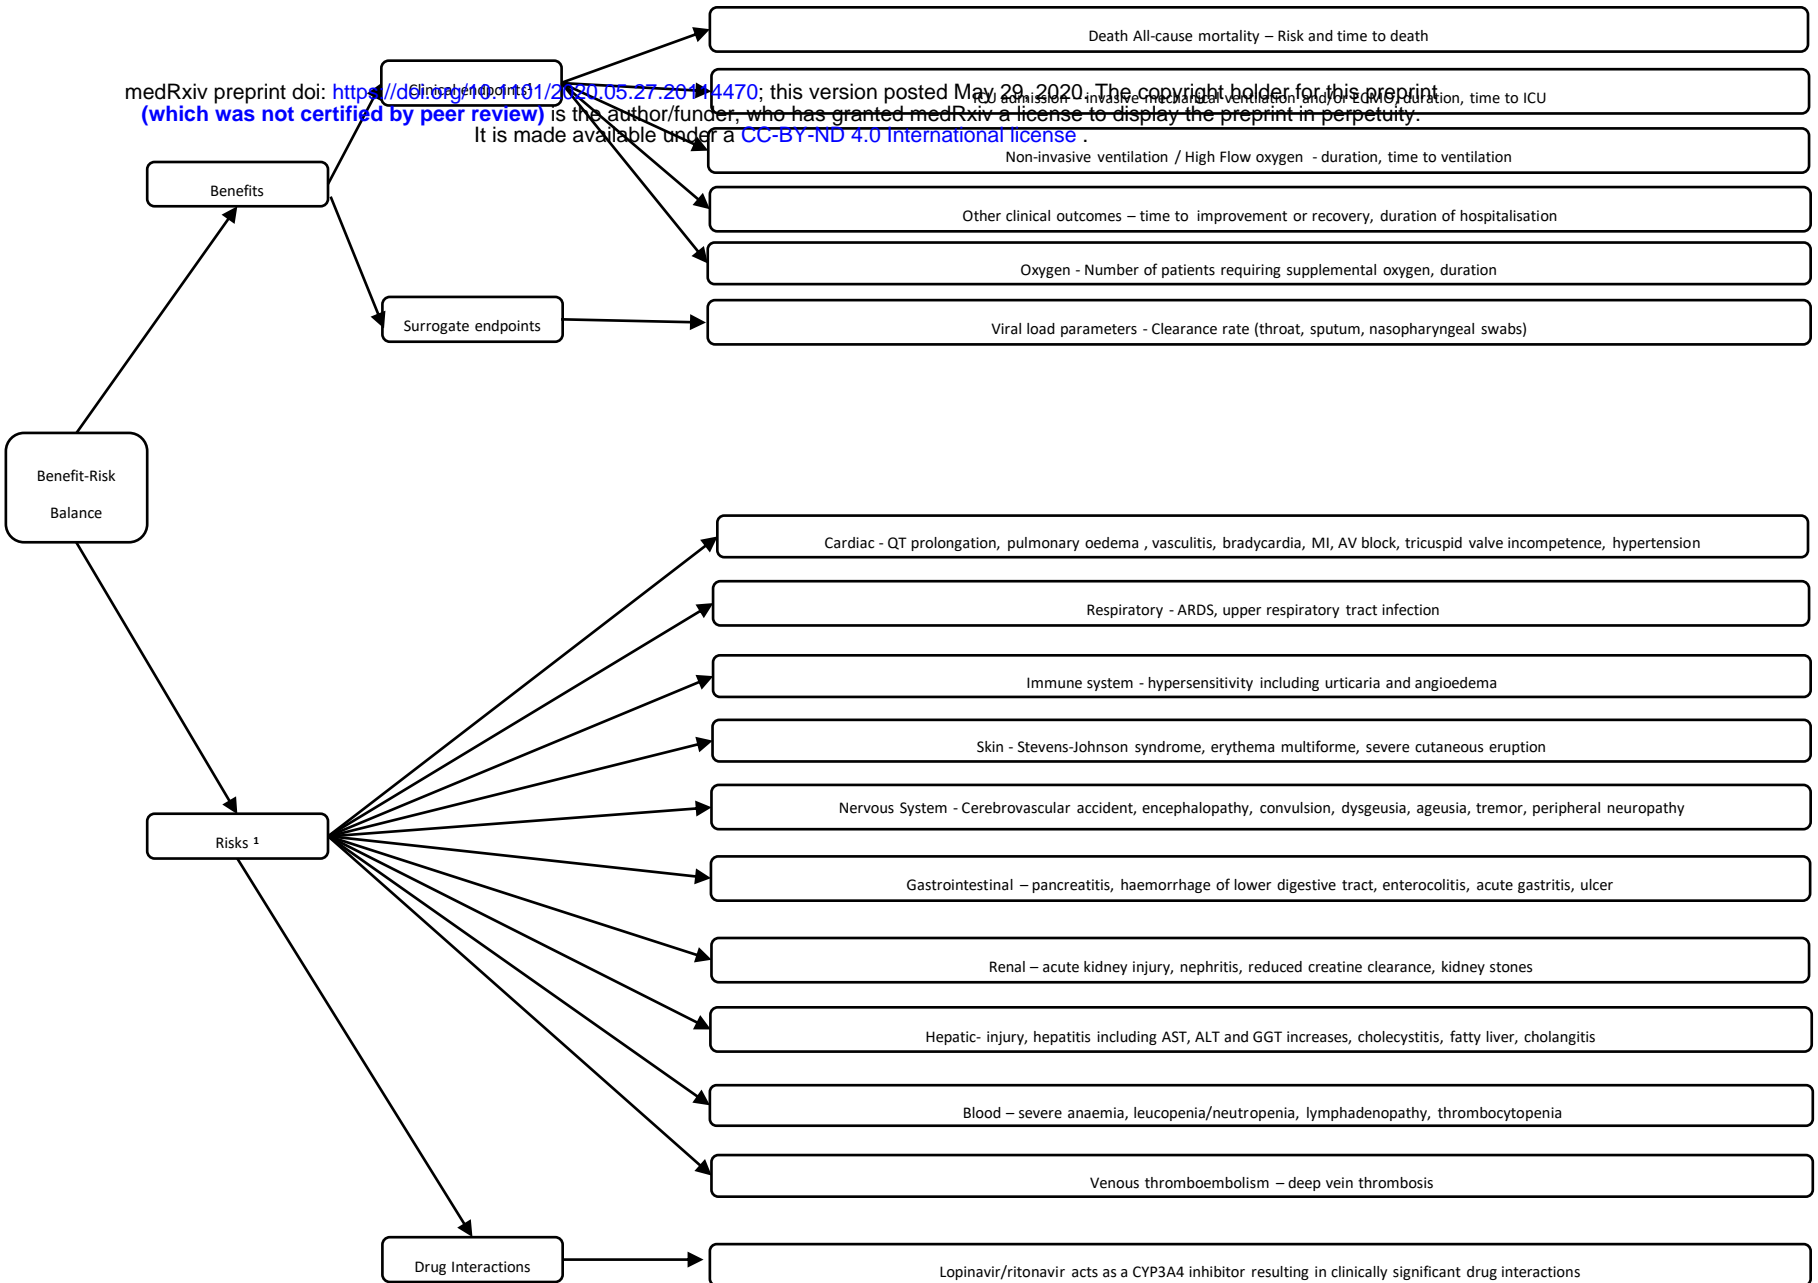 Death All-cause mortality – Risk and time to death
medRxiv preprint doi: https://doi.org/10.1101/2020.05.27.20114470; this version posted May 29, 2020. The copyright holder for this preprint
(which was not certified by peer review) is the author/funder, who has granted medRxiv a license to display the preprint in perpetuity.
It is made available under a CC-BY-ND 4.0 International license .
Clinical endpoints
ICU admission - invasive mechanical ventilation and/or ECMO, duration, time to ICU
Non-invasive ventilation / High Flow oxygen - duration, time to ventilation
Benefits
Other clinical outcomes – time to improvement or recovery, duration of hospitalisation
Oxygen - Number of patients requiring supplemental oxygen, duration
Surrogate endpoints
Viral load parameters - Clearance rate (throat, sputum, nasopharyngeal swabs)
Benefit-Risk
Balance
Cardiac - QT prolongation, pulmonary oedema , vasculitis, bradycardia, MI, AV block, tricuspid valve incompetence, hypertension
Respiratory - ARDS, upper respiratory tract infection
Immune system - hypersensitivity including urticaria and angioedema
Skin - Stevens-Johnson syndrome, erythema multiforme, severe cutaneous eruption
Nervous System - Cerebrovascular accident, encephalopathy, convulsion, dysgeusia, ageusia, tremor, peripheral neuropathy
Risks ¹
Gastrointestinal – pancreatitis, haemorrhage of lower digestive tract, enterocolitis, acute gastritis, ulcer
Renal – acute kidney injury, nephritis, reduced creatine clearance, kidney stones
Hepatic- injury, hepatitis including AST, ALT and GGT increases, cholecystitis, fatty liver, cholangitis
Blood – severe anaemia, leucopenia/neutropenia, lymphadenopathy, thrombocytopenia
Venous thromboembolism – deep vein thrombosis
Drug Interactions
Lopinavir/ritonavir acts as a CYP3A4 inhibitor resulting in clinically significant drug interactions